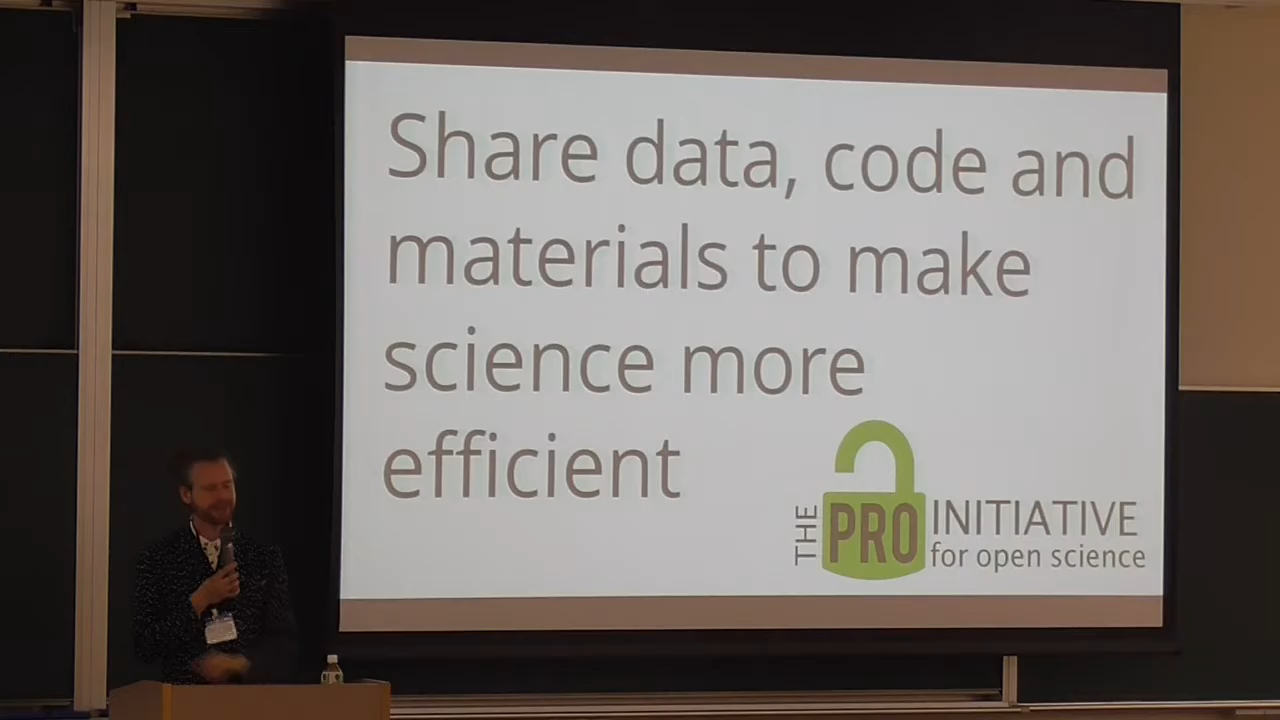 Share data, code and
materials to make
science more
efficient
THE PRO INITIATIVE
for open science